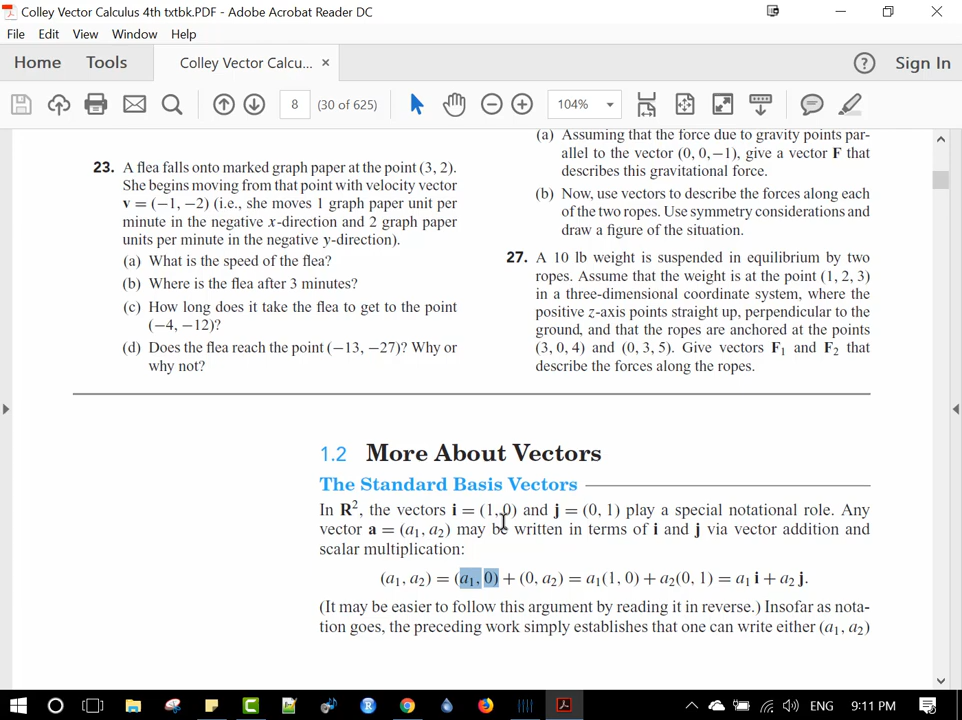 Colley Vector Calculus 4th txtbk.PDF - Adobe Acrobat Reader DC
File Edit View Window Help
Home Tools Colley Vector Calcu... × ? Sign In
8 (30 of 625) 104%
23. A flea falls onto marked graph paper at the point (3, 2).
She begins moving from that point with velocity vector
v = (−1, −2) (i.e., she moves 1 graph paper unit per
minute in the negative x-direction and 2 graph paper
units per minute in the negative y-direction).
(a) What is the speed of the flea?
(b) Where is the flea after 3 minutes?
(c) How long does it take the flea to get to the point
(−4, −12)?
(d) Does the flea reach the point (−13, −27)? Why or
why not?
(a) Assuming that the force due to gravity points par-
allel to the vector (0, 0, −1), give a vector F that
describes this gravitational force.
(b) Now, use vectors to describe the forces along each
of the two ropes. Use symmetry considerations and
draw a figure of the situation.
27. A 10 lb weight is suspended in equilibrium by two
ropes. Assume that the weight is at the point (1, 2, 3)
in a three-dimensional coordinate system, where the
positive z-axis points straight up, perpendicular to the
ground, and that the ropes are anchored at the points
(3, 0, 4) and (0, 3, 5). Give vectors F₁ and F₂ that
describe the forces along the ropes.
1.2 More About Vectors
The Standard Basis Vectors
In R², the vectors i = (1, 0) and j = (0, 1) play a special notational role. Any
vector a = (a₁, a₂) may be written in terms of i and j via vector addition and
scalar multiplication:
(a₁, a₂) = (a₁, 0) + (0, a₂) = a₁(1, 0) + a₂(0, 1) = a₁ i + a₂ j.
(It may be easier to follow this argument by reading it in reverse.) Insofar as nota-
tion goes, the preceding work simply establishes that one can write either (a₁, a₂)
ENG 9:11 PM